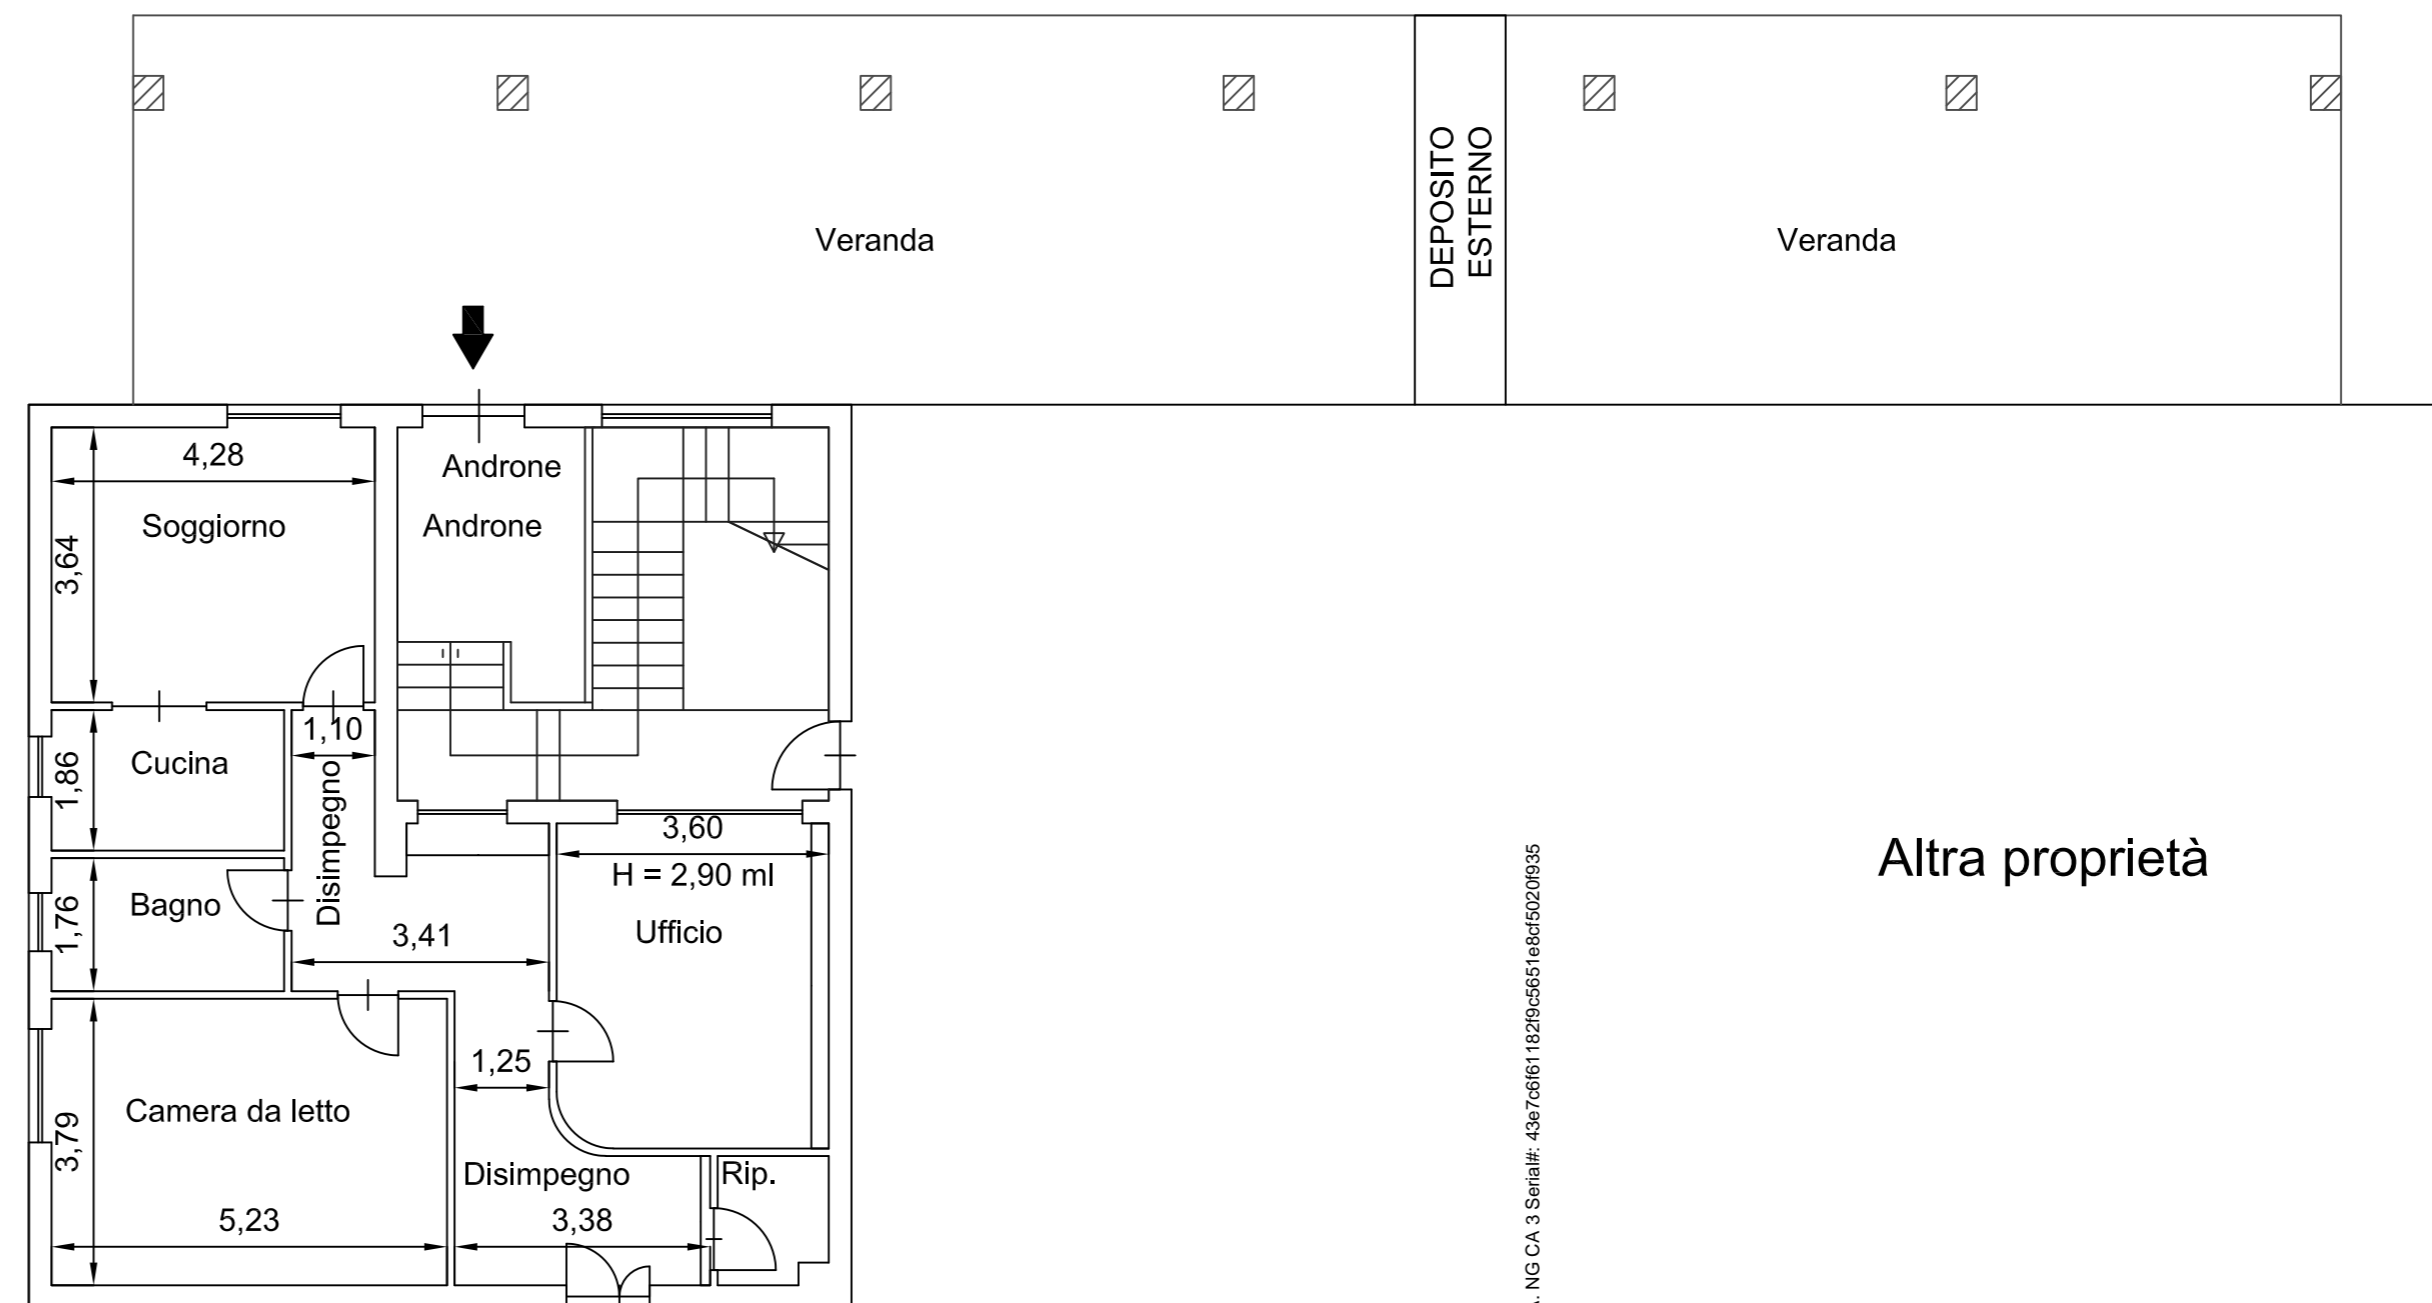 DEPOSITO
ESTERNO
Veranda
Veranda
4,28
Androne
Soggiorno
Androne
3,64
1,10
Cucina
1,86
Disimpegno
3,60
H = 2,90 ml
Altra proprietà
Bagno
1,76
3,41
Ufficio
1,25
Camera da letto
3,79
Disimpegno
Rip.
5,23
3,38
NG CA 3 Serial#: 43e7c6f61182f9c5651e8cf5020f935